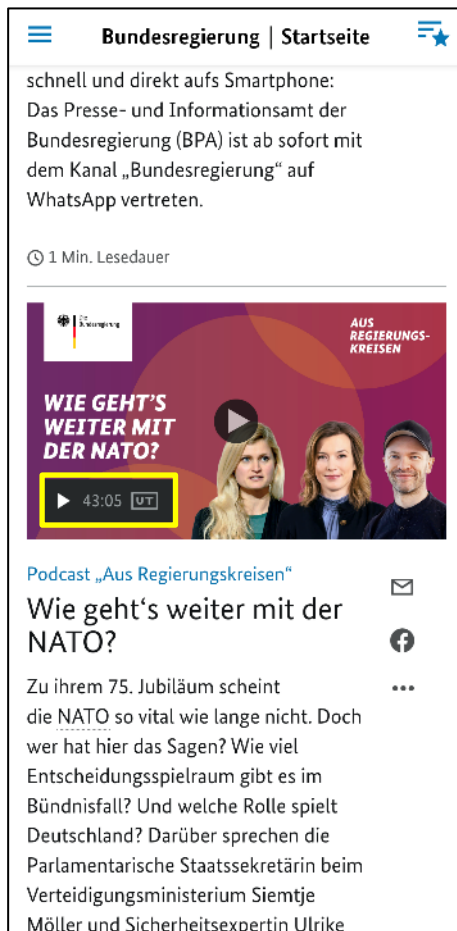 Bundesregierung | Startseite
schnell und direkt aufs Smartphone:
Das Presse- und Informationsamt der
Bundesregierung (BPA) ist ab sofort mit
dem Kanal „Bundesregierung“ auf
WhatsApp vertreten.
1 Min. Lesedauer
Die
Bundesregierung
AUS
REGIERUNGS-
KREISEN
WIE GEHT'S
WEITER MIT
DER NATO?
43:05 UT
Podcast „Aus Regierungskreisen“
Wie geht‘s weiter mit der
NATO?
Zu ihrem 75. Jubiläum scheint
die NATO so vital wie lange nicht. Doch
wer hat hier das Sagen? Wie viel
Entscheidungsspielraum gibt es im
Bündnisfall? Und welche Rolle spielt
Deutschland? Darüber sprechen die
Parlamentarische Staatssekretärin beim
Verteidigungsministerium Siemtje
Möller und Sicherheitsexpertin Ulrike